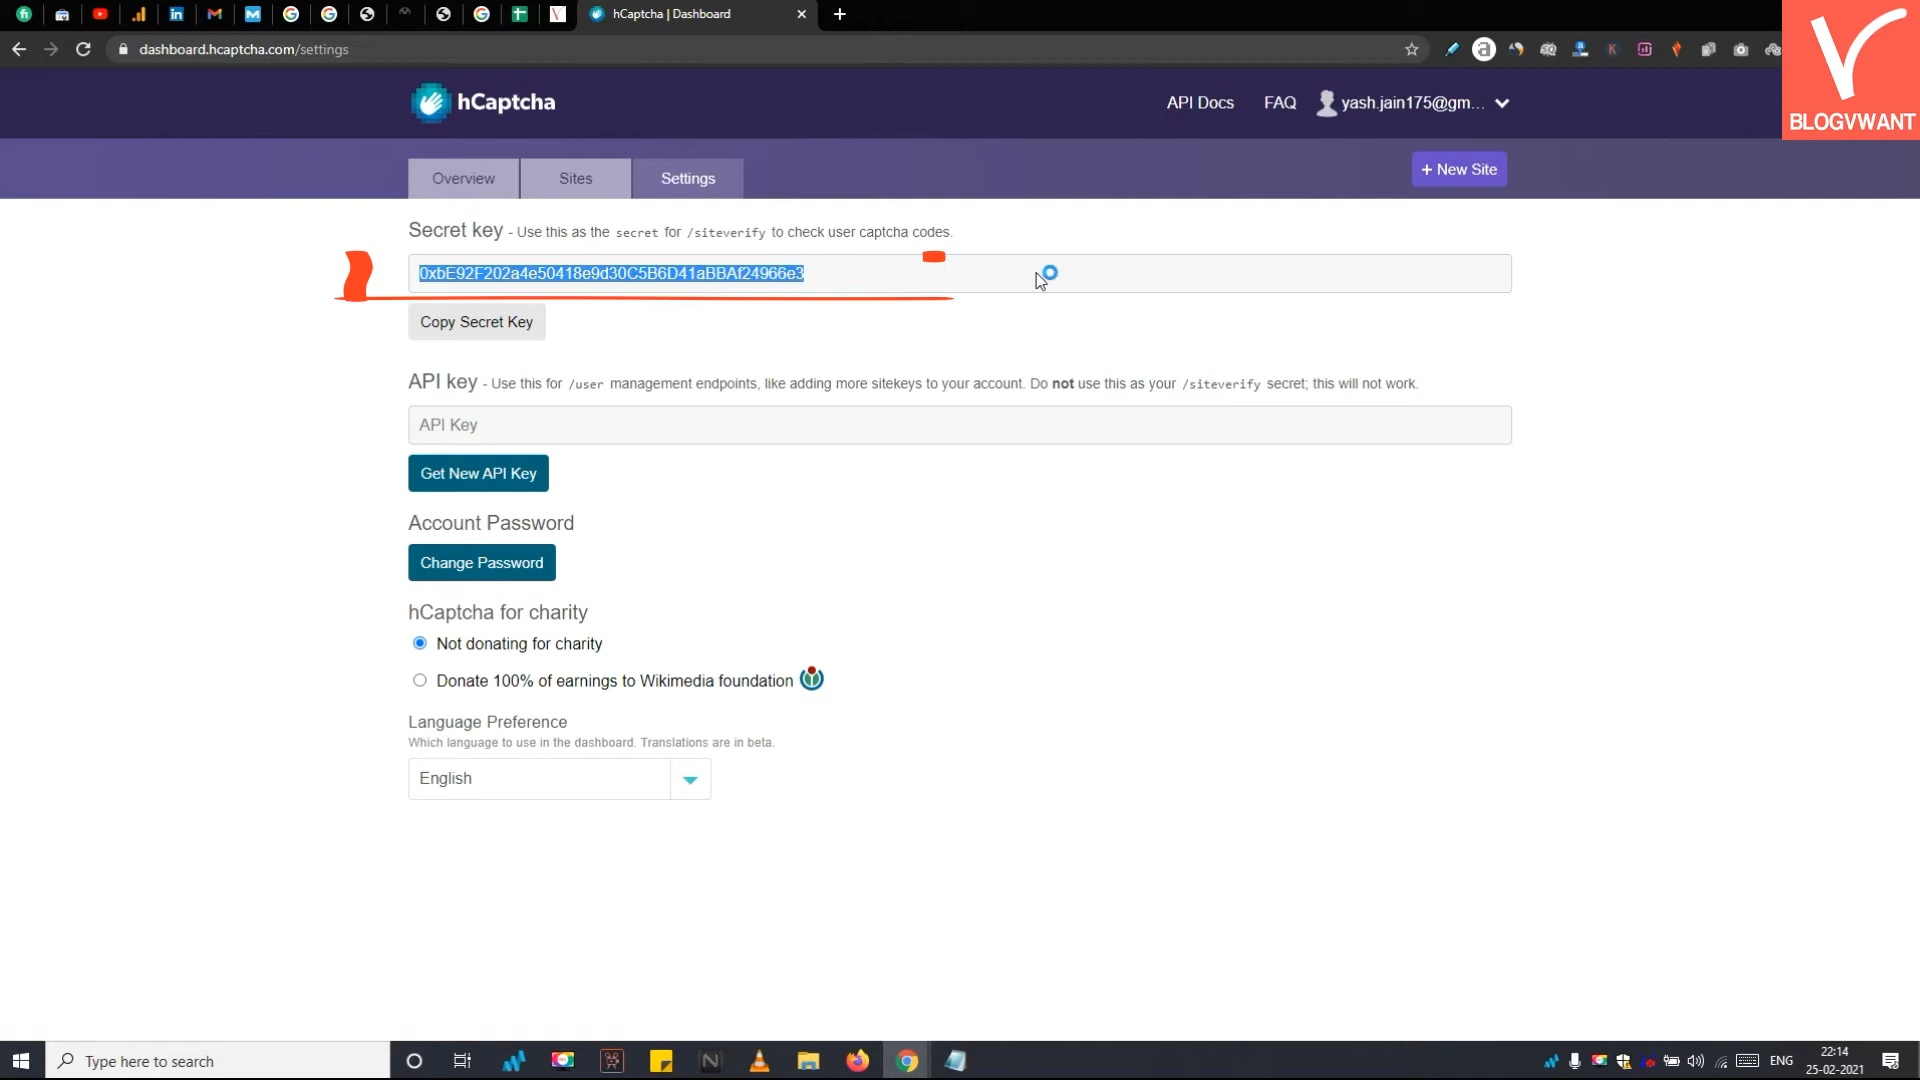 hCaptcha | Dashboard
dashboard.hcaptcha.com/settings
hCaptcha
API Docs
FAQ
yash.jain175@gm...
BLOGVWANT
Overview
Sites
Settings
+ New Site
Secret key - Use this as the secret for /siteverify to check user captcha codes.
0xbE92F202a4e50418e9d30C5B6D41aBBAf24966e3
Copy Secret Key
API key - Use this for /user management endpoints, like adding more sitekeys to your account. Do not use this as your /siteverify secret; this will not work.
API Key
Get New API Key
Account Password
Change Password
hCaptcha for charity
Not donating for charity
Donate 100% of earnings to Wikimedia foundation
Language Preference
Which language to use in the dashboard. Translations are in beta.
English
Type here to search
ENG
22:14
25-02-2021